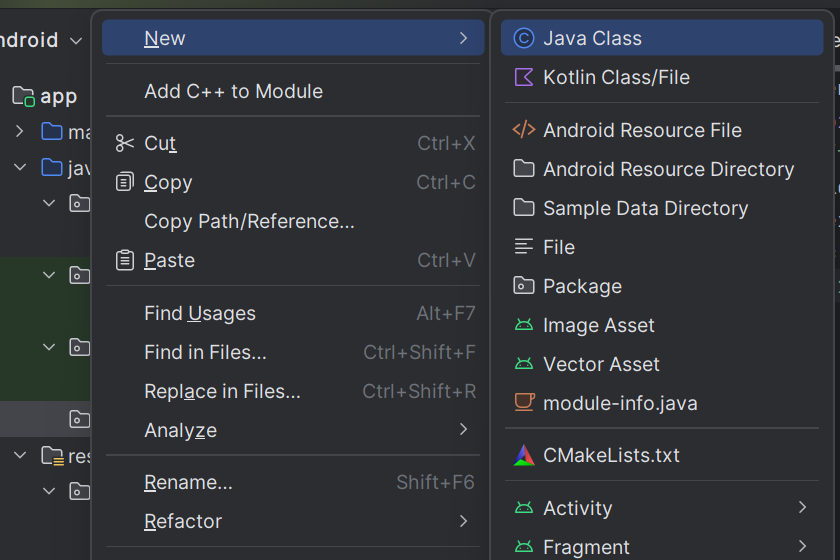 ndroid
app
ma
jav
res
New
Add C++ to Module
Cut Ctrl+X
Copy Ctrl+C
Copy Path/Reference...
Paste Ctrl+V
Find Usages Alt+F7
Find in Files... Ctrl+Shift+F
Replace in Files... Ctrl+Shift+R
Analyze
Rename... Shift+F6
Refactor
Java Class
Kotlin Class/File
Android Resource File
Android Resource Directory
Sample Data Directory
File
Package
Image Asset
Vector Asset
module-info.java
CMakeLists.txt
Activity
Fragment